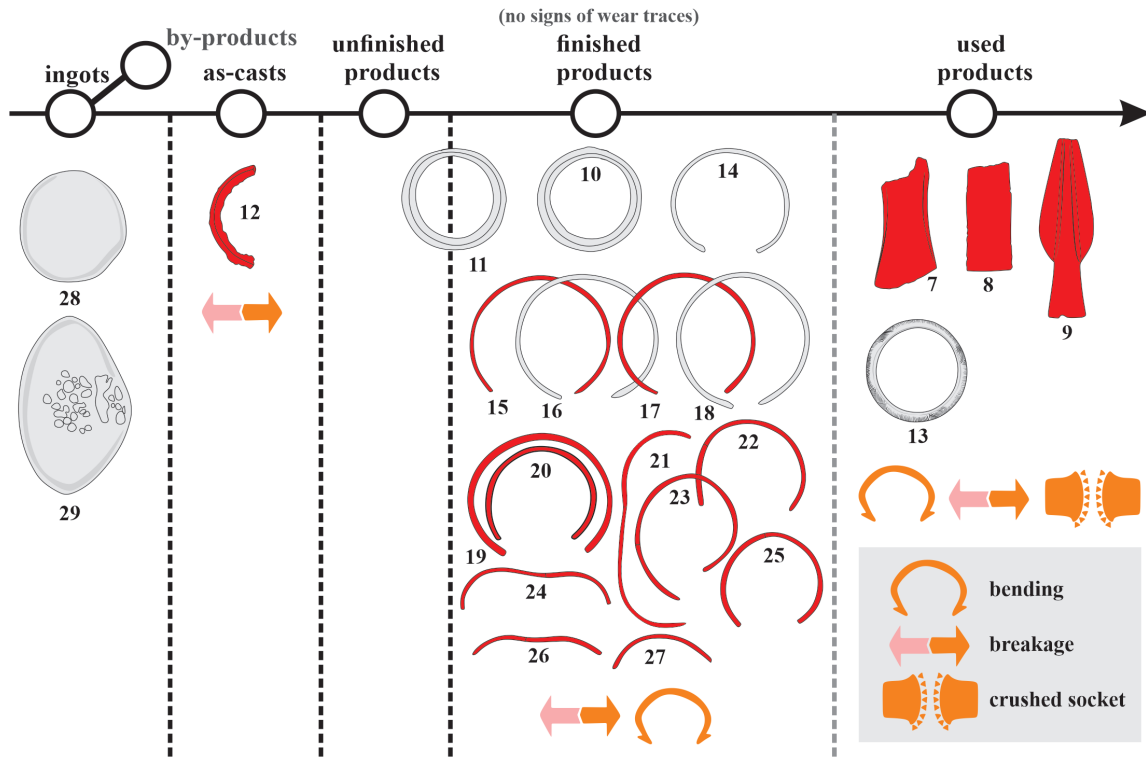 (no signs of wear traces)
by-products
ingots
as-casts
unfinished
products
finished
products
used
products
28
29
12
11
10
14
15
16
17
18
19
20
21
22
23
24
25
26
27
7
8
9
13
bending
breakage
crushed socket